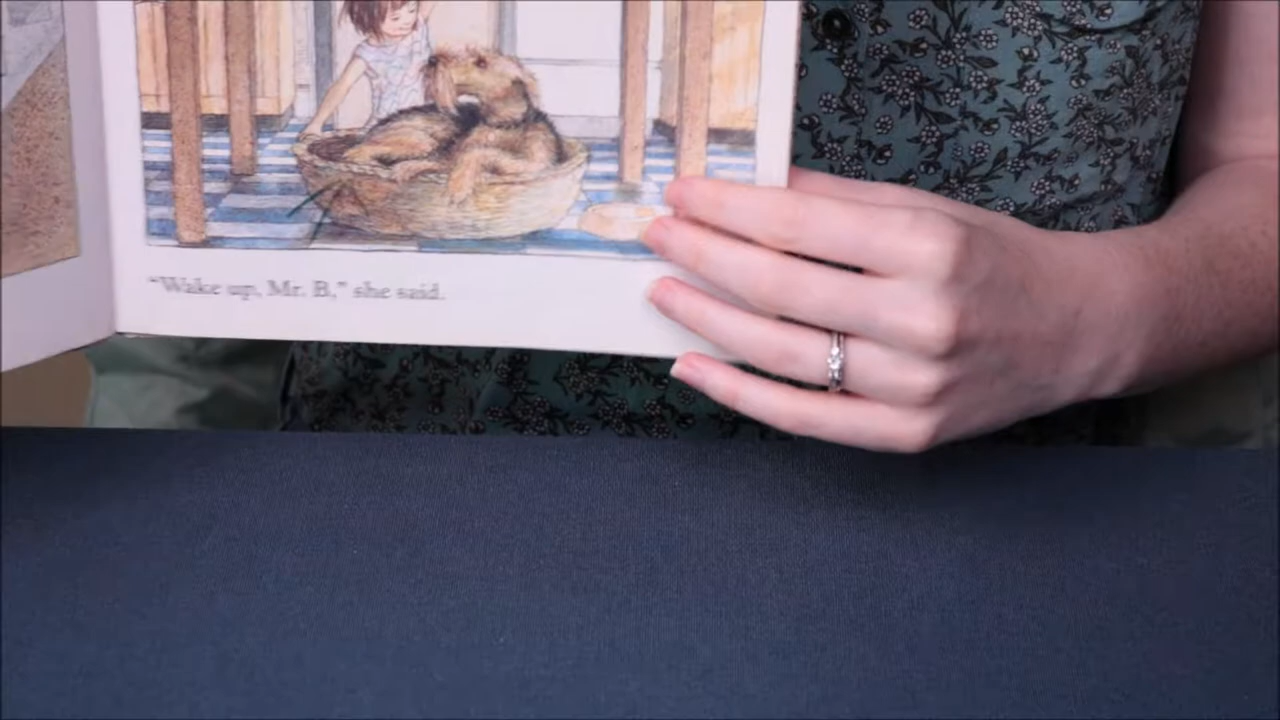 "Wake up, Mr. B," she said.